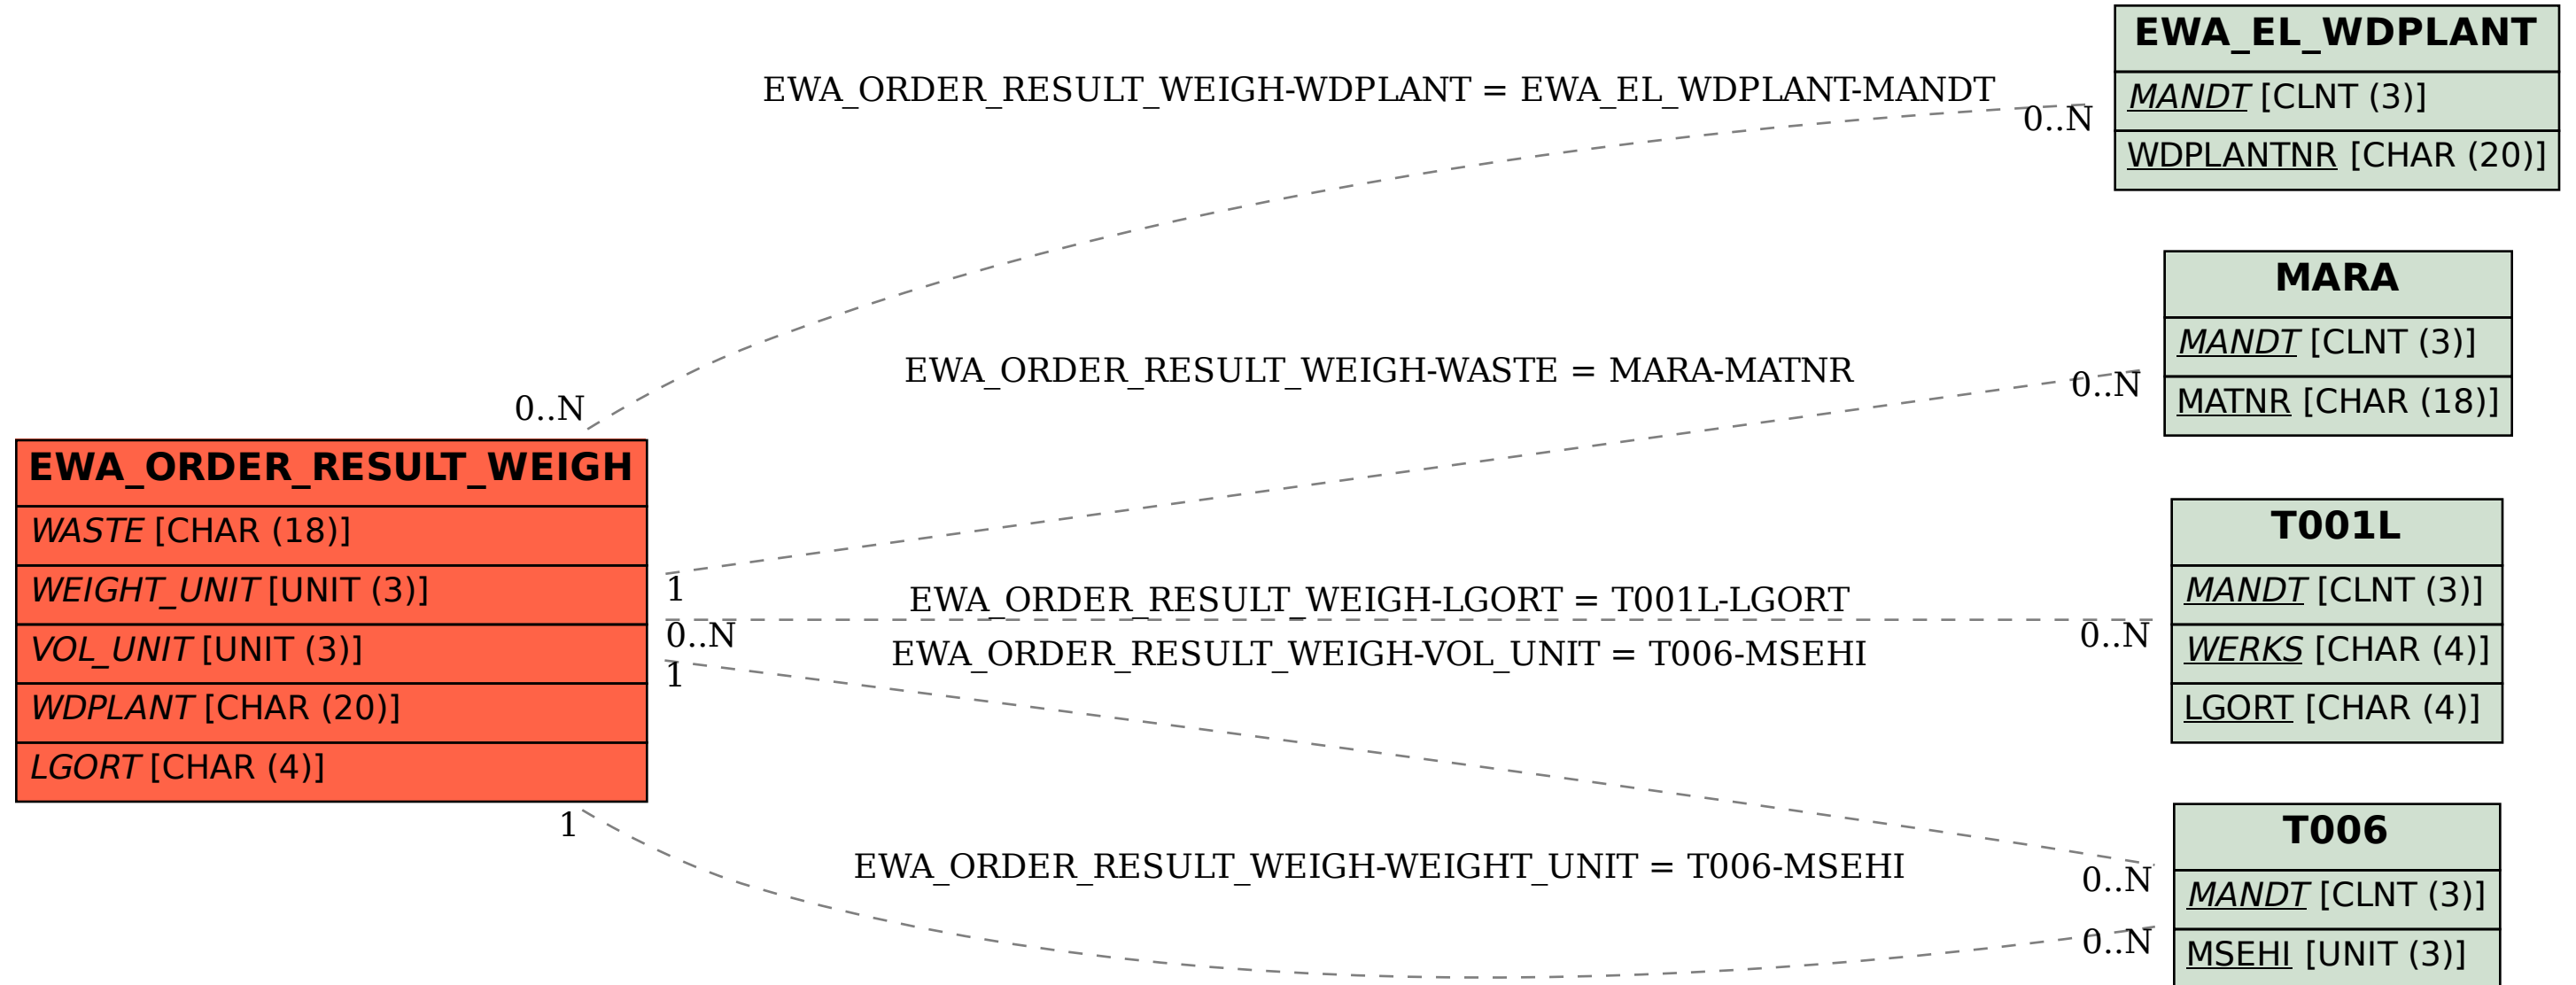 EWA_EL_WDPLANT
MANDT [CLNT (3)]
WDPLANTNR [CHAR (20)]
EWA_ORDER_RESULT_WEIGH-WDPLANT = EWA_EL_WDPLANT-MANDT
0..N
0..N
MARA
MANDT [CLNT (3)]
MATNR [CHAR (18)]
EWA_ORDER_RESULT_WEIGH-WASTE = MARA-MATNR
0..N
1
EWA_ORDER_RESULT_WEIGH
WASTE [CHAR (18)]
WEIGHT_UNIT [UNIT (3)]
VOL_UNIT [UNIT (3)]
WDPLANT [CHAR (20)]
LGORT [CHAR (4)]
T001L
MANDT [CLNT (3)]
WERKS [CHAR (4)]
LGORT [CHAR (4)]
EWA_ORDER_RESULT_WEIGH-LGORT = T001L-LGORT
0..N
0..N
EWA_ORDER_RESULT_WEIGH-VOL_UNIT = T006-MSEHI
1
0..N
T006
MANDT [CLNT (3)]
MSEHI [UNIT (3)]
EWA_ORDER_RESULT_WEIGH-WEIGHT_UNIT = T006-MSEHI
1
0..N